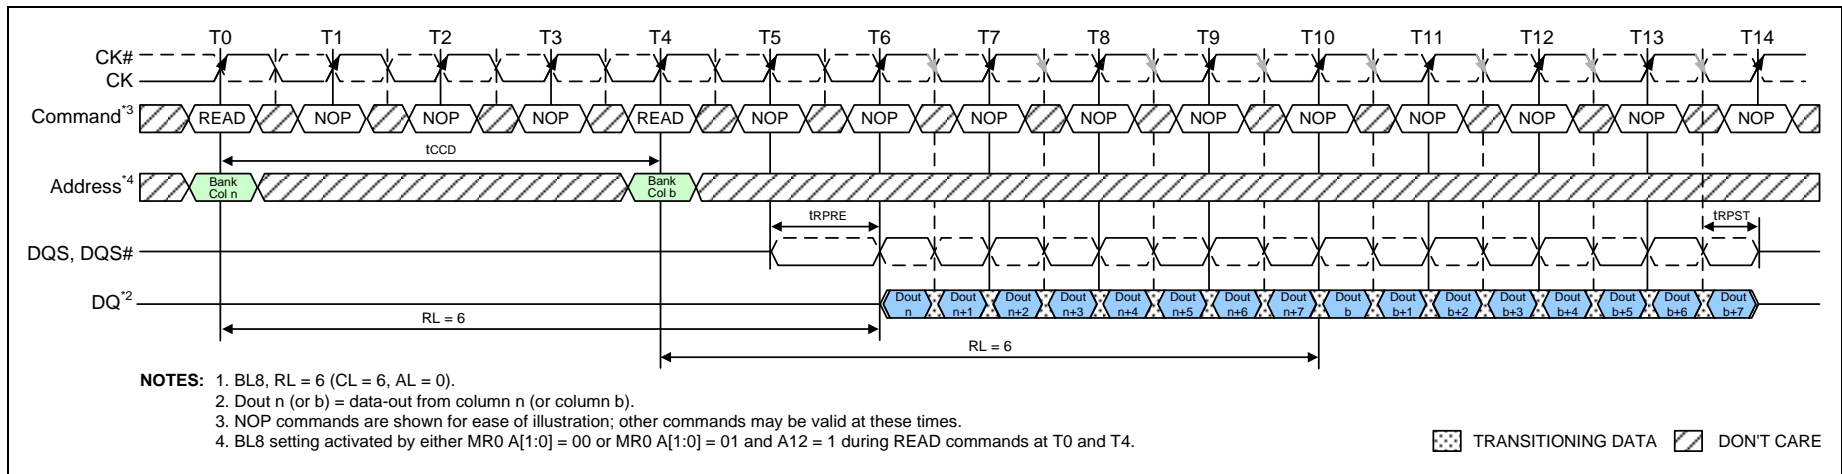 T0 T1 T2 T3 T4 T5 T6 T7 T8 T9 T10 T11 T12 T13 T14
CK#
CK
Command*3 READ NOP NOP NOP READ NOP NOP NOP NOP NOP NOP NOP NOP NOP NOP
tCCD
Address*4 Bank Col n Bank Col b
tRPRE tRPST
DQS, DQS#
DQ*2 Dout n Dout n+1 Dout n+2 Dout n+3 Dout n+4 Dout n+5 Dout n+6 Dout n+7 Dout b Dout b+1 Dout b+2 Dout b+3 Dout b+4 Dout b+5 Dout b+6 Dout b+7
RL = 6
RL = 6
NOTES: 1. BL8, RL = 6 (CL = 6, AL = 0).
2. Dout n (or b) = data-out from column n (or column b).
3. NOP commands are shown for ease of illustration; other commands may be valid at these times.
4. BL8 setting activated by either MR0 A[1:0] = 00 or MR0 A[1:0] = 01 and A12 = 1 during READ commands at T0 and T4.
TRANSITIONING DATA DON'T CARE